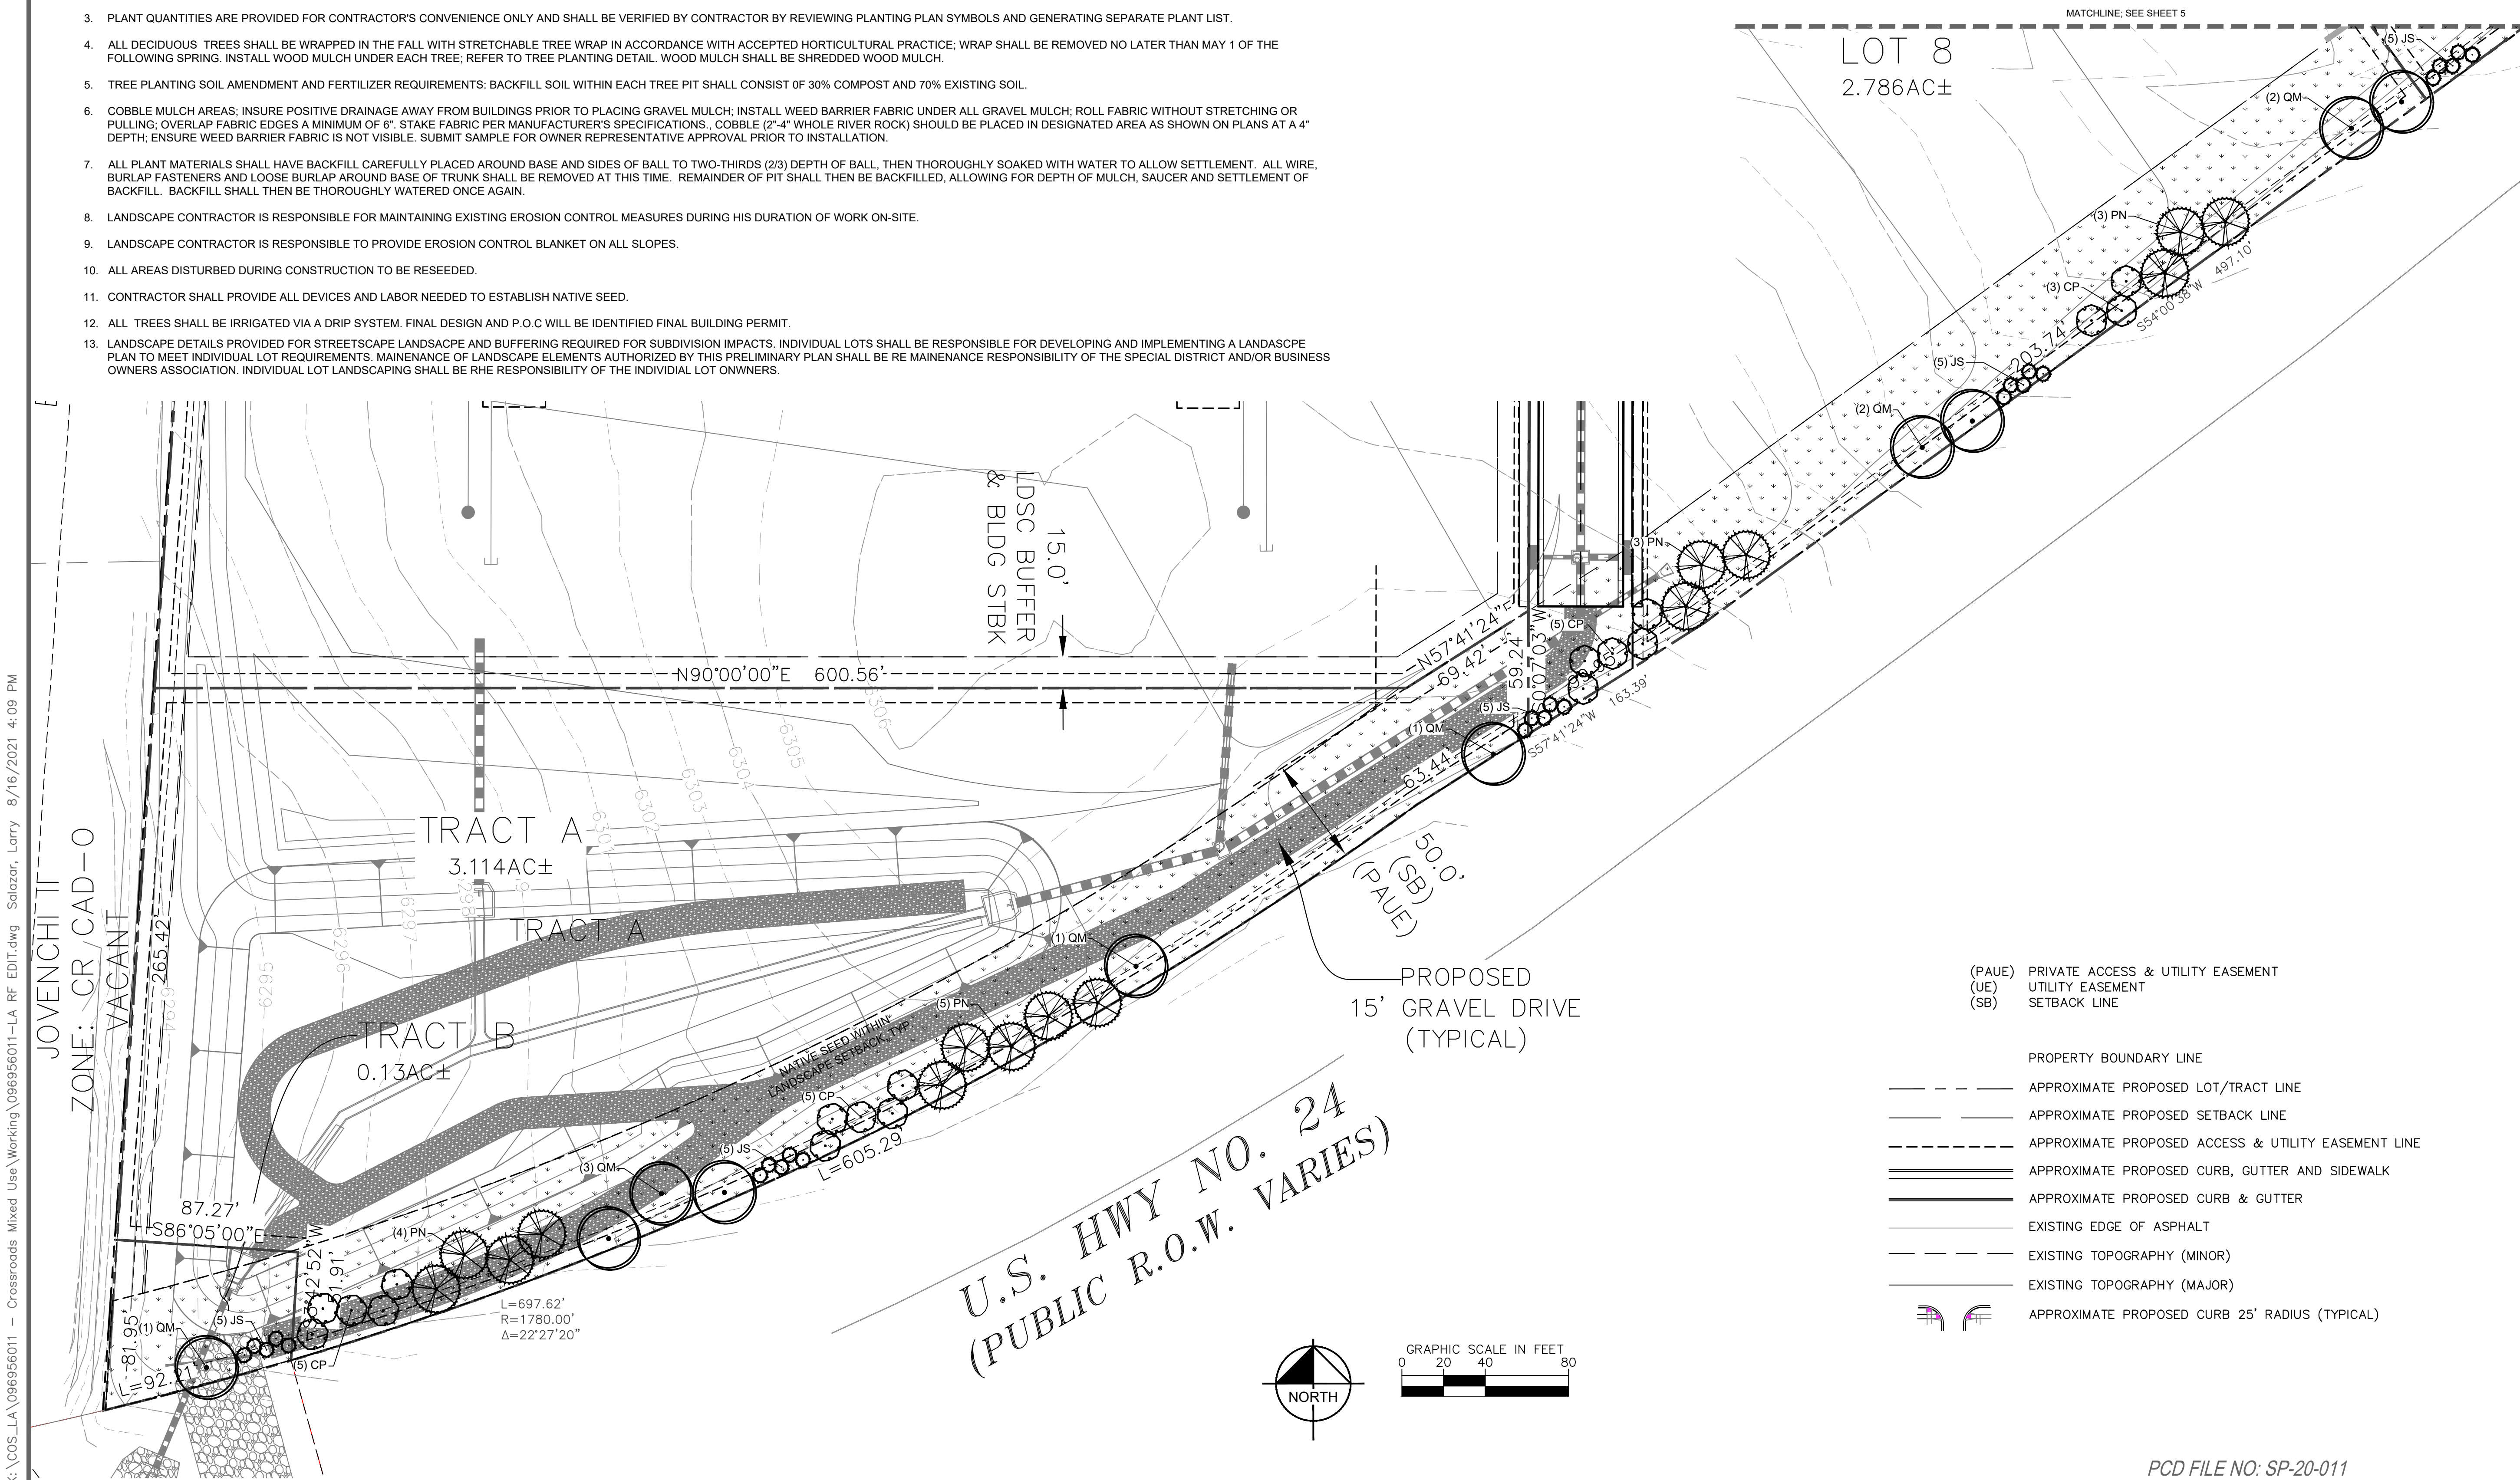 3. PLANT QUANTITIES ARE PROVIDED FOR CONTRACTOR'S CONVENIENCE ONLY AND SHALL BE VERIFIED BY CONTRACTOR BY REVIEWING PLANTING PLAN SYMBOLS AND GENERATING SEPARATE PLANT LIST.
4. ALL DECIDUOUS TREES SHALL BE WRAPPED IN THE FALL WITH STRETCHABLE TREE WRAP IN ACCORDANCE WITH ACCEPTED HORTICULTURAL PRACTICE; WRAP SHALL BE REMOVED NO LATER THAN MAY 1 OF THE
FOLLOWING SPRING. INSTALL WOOD MULCH UNDER EACH TREE; REFER TO TREE PLANTING DETAIL. WOOD MULCH SHALL BE SHREDDED WOOD MULCH.
5. TREE PLANTING SOIL AMENDMENT AND FERTILIZER REQUIREMENTS: BACKFILL SOIL WITHIN EACH TREE PIT SHALL CONSIST 0F 30% COMPOST AND 70% EXISTING SOIL.
6. COBBLE MULCH AREAS; INSURE POSITIVE DRAINAGE AWAY FROM BUILDINGS PRIOR TO PLACING GRAVEL MULCH; INSTALL WEED BARRIER FABRIC UNDER ALL GRAVEL MULCH; ROLL FABRIC WITHOUT STRETCHING OR
PULLING; OVERLAP FABRIC EDGES A MINIMUM OF 6". STAKE FABRIC PER MANUFACTURER'S SPECIFICATIONS., COBBLE (2"-4" WHOLE RIVER ROCK) SHOULD BE PLACED IN DESIGNATED AREA AS SHOWN ON PLANS AT A 4"
DEPTH; ENSURE WEED BARRIER FABRIC IS NOT VISIBLE. SUBMIT SAMPLE FOR OWNER REPRESENTATIVE APPROVAL PRIOR TO INSTALLATION.
7. ALL PLANT MATERIALS SHALL HAVE BACKFILL CAREFULLY PLACED AROUND BASE AND SIDES OF BALL TO TWO-THIRDS (2/3) DEPTH OF BALL, THEN THOROUGHLY SOAKED WITH WATER TO ALLOW SETTLEMENT. ALL WIRE,
BURLAP FASTENERS AND LOOSE BURLAP AROUND BASE OF TRUNK SHALL BE REMOVED AT THIS TIME. REMAINDER OF PIT SHALL THEN BE BACKFILLED, ALLOWING FOR DEPTH OF MULCH, SAUCER AND SETTLEMENT OF
BACKFILL. BACKFILL SHALL THEN BE THOROUGHLY WATERED ONCE AGAIN.
8. LANDSCAPE CONTRACTOR IS RESPONSIBLE FOR MAINTAINING EXISTING EROSION CONTROL MEASURES DURING HIS DURATION OF WORK ON-SITE.
9. LANDSCAPE CONTRACTOR IS RESPONSIBLE TO PROVIDE EROSION CONTROL BLANKET ON ALL SLOPES.
10. ALL AREAS DISTURBED DURING CONSTRUCTION TO BE RESEEDED.
11. CONTRACTOR SHALL PROVIDE ALL DEVICES AND LABOR NEEDED TO ESTABLISH NATIVE SEED.
12. ALL TREES SHALL BE IRRIGATED VIA A DRIP SYSTEM. FINAL DESIGN AND P.O.C WILL BE IDENTIFIED FINAL BUILDING PERMIT.
13. LANDSCAPE DETAILS PROVIDED FOR STREETSCAPE LANDSACPE AND BUFFERING REQUIRED FOR SUBDIVISION IMPACTS. INDIVIDUAL LOTS SHALL BE RESPONSIBLE FOR DEVELOPING AND IMPLEMENTING A LANDASCPE
PLAN TO MEET INDIVIDUAL LOT REQUIREMENTS. MAINENANCE OF LANDSCAPE ELEMENTS AUTHORIZED BY THIS PRELIMINARY PLAN SHALL BE RE MAINENANCE RESPONSIBILITY OF THE SPECIAL DISTRICT AND/OR BUSINESS
OWNERS ASSOCIATION. INDIVIDUAL LOT LANDSCAPING SHALL BE RHE RESPONSIBILITY OF THE INDIVIDIAL LOT ONWNERS.
MATCHLINE; SEE SHEET 5
LOT 8
2.786AC±
(5) JS
(2) QM
(3) PN
497.10'
(3) CP
S54°00'38"W
203.74'
(5) JS
(2) QM
(3) PN
15.0'
LDSC BUFFER
& BLDG STBK
N90°00'00"E 600.56'
N57°41'24"E
69.42'
59.24'
S0°07'03"W
(5) CP
99.95'
163.39'
S57°41'24"W
(5) JS
(1) QM
63.44'
50.0'
(SB)
(PAUE)
6306
6305
6304
6303
6302
6301
6297
6296
6295
6294
TRACT A
3.114AC±
TRACT A
JOVENCHI II
ZONE: CR CAD-O
VACANT
265.42'
TRACT B
0.13AC±
(1) QM
(5) PN
NATIVE SEED WITHIN
LANDSCAPE SETBACK, TYP
(5) CP
(5) JS
L=605.29'
(3) QM
87.27'
S86°05'00"E
(4) PN
81.95'
(1) QM
(5) JS
(5) CP
L=697.62'
R=1780.00'
Δ=22°27'20"
PROPOSED
15' GRAVEL DRIVE
(TYPICAL)
U.S. HWY NO. 24
(PUBLIC R.O.W. VARIES)
NORTH
GRAPHIC SCALE IN FEET
0 20 40 80
(PAUE) PRIVATE ACCESS & UTILITY EASEMENT
(UE) UTILITY EASEMENT
(SB) SETBACK LINE
PROPERTY BOUNDARY LINE
APPROXIMATE PROPOSED LOT/TRACT LINE
APPROXIMATE PROPOSED SETBACK LINE
APPROXIMATE PROPOSED ACCESS & UTILITY EASEMENT LINE
APPROXIMATE PROPOSED CURB, GUTTER AND SIDEWALK
APPROXIMATE PROPOSED CURB & GUTTER
EXISTING EDGE OF ASPHALT
EXISTING TOPOGRAPHY (MINOR)
EXISTING TOPOGRAPHY (MAJOR)
APPROXIMATE PROPOSED CURB 25' RADIUS (TYPICAL)
PCD FILE NO: SP-20-011
K:\COS_LA\096956011 – Crossroads Mixed Use\Working\096956011-LA RF EDIT.dwg Salazar, Larry 8/16/2021 4:09 PM